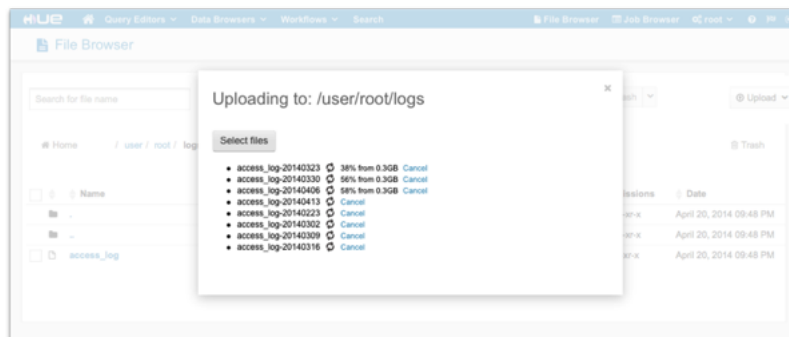 HUE Query Editors Data Browsers Workflows Search File Browser Job Browser root
File Browser
Uploading to: /user/root/logs ×
Search for file name
Upload
Select files
Home / user / root /
Trash
access_log-20140323 38% from 0.3GB Cancel
access_log-20140330 56% from 0.3GB Cancel
access_log-20140406 58% from 0.3GB Cancel
access_log-20140413 Cancel
access_log-20140223 Cancel
access_log-20140302 Cancel
access_log-20140309 Cancel
access_log-20140316 Cancel
Name Date
. April 20, 2014 09:48 PM
.. April 20, 2014 09:48 PM
access_log April 20, 2014 09:48 PM